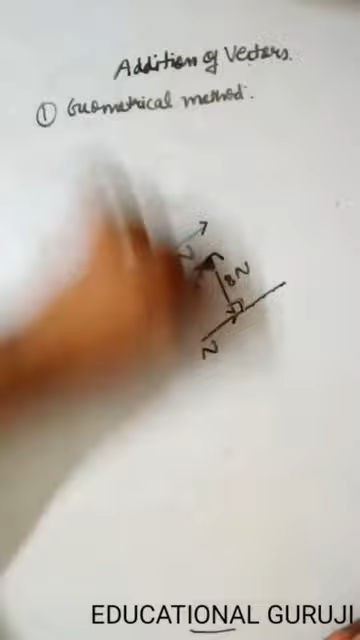 Addition of Vectors.
① Geometrical method.
N
8N
N
EDUCATIONAL GURUJI